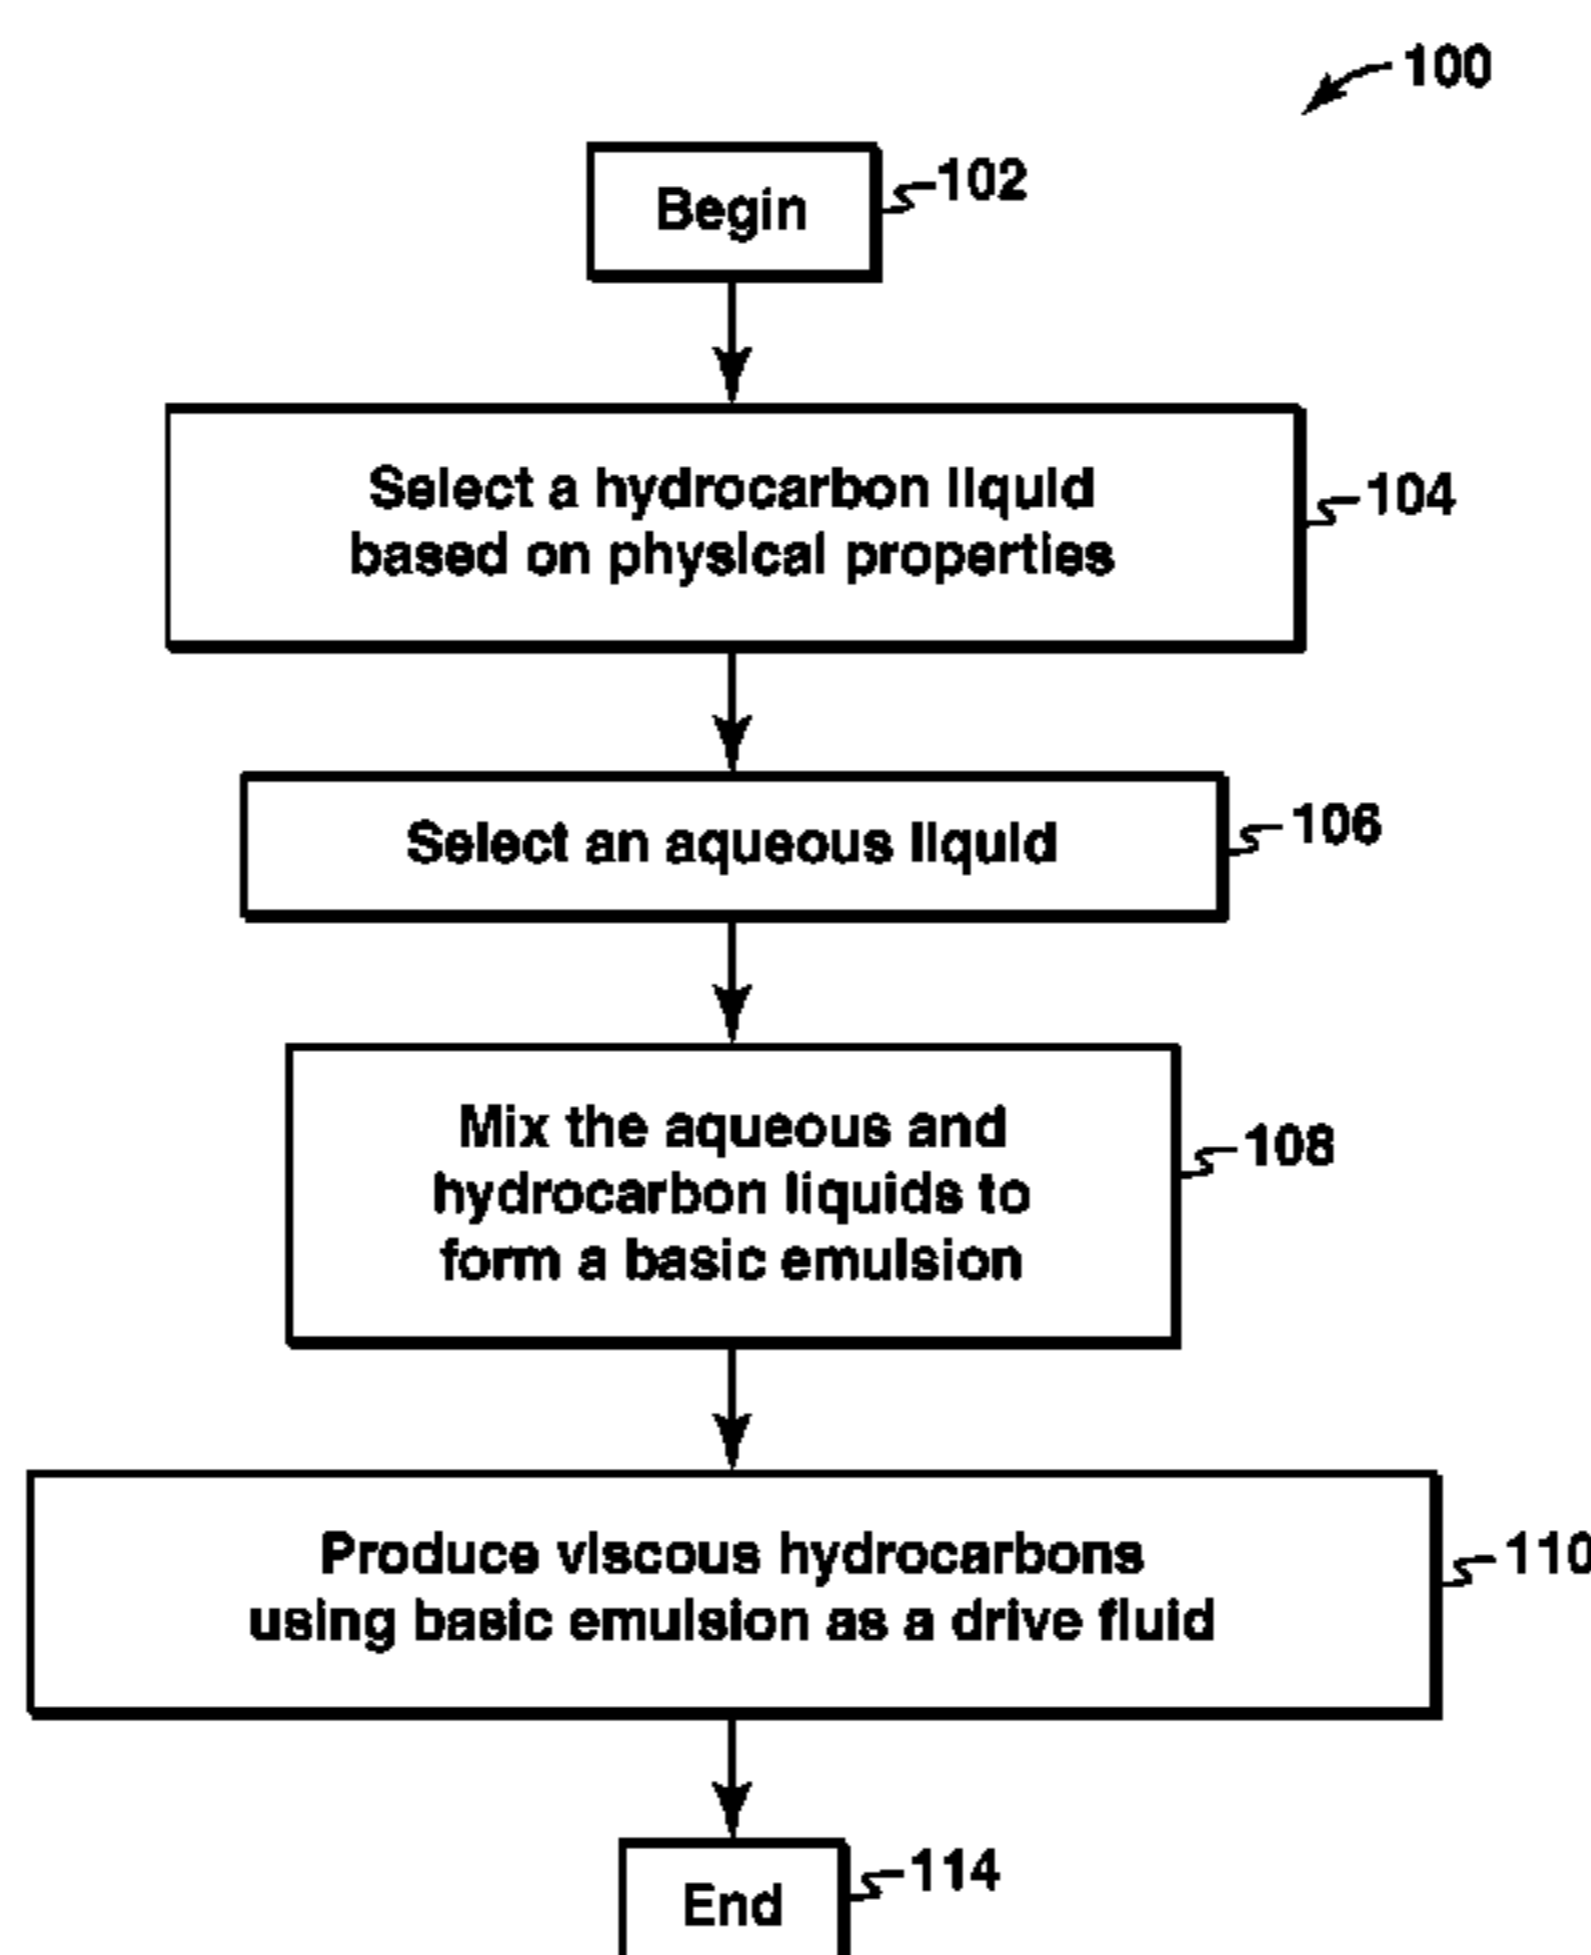 100
Begin
102
Select a hydrocarbon liquid
based on physical properties
104
Select an aqueous liquid
106
Mix the aqueous and
hydrocarbon liquids to
form a basic emulsion
108
Produce viscous hydrocarbons
using basic emulsion as a drive fluid
110
End
114